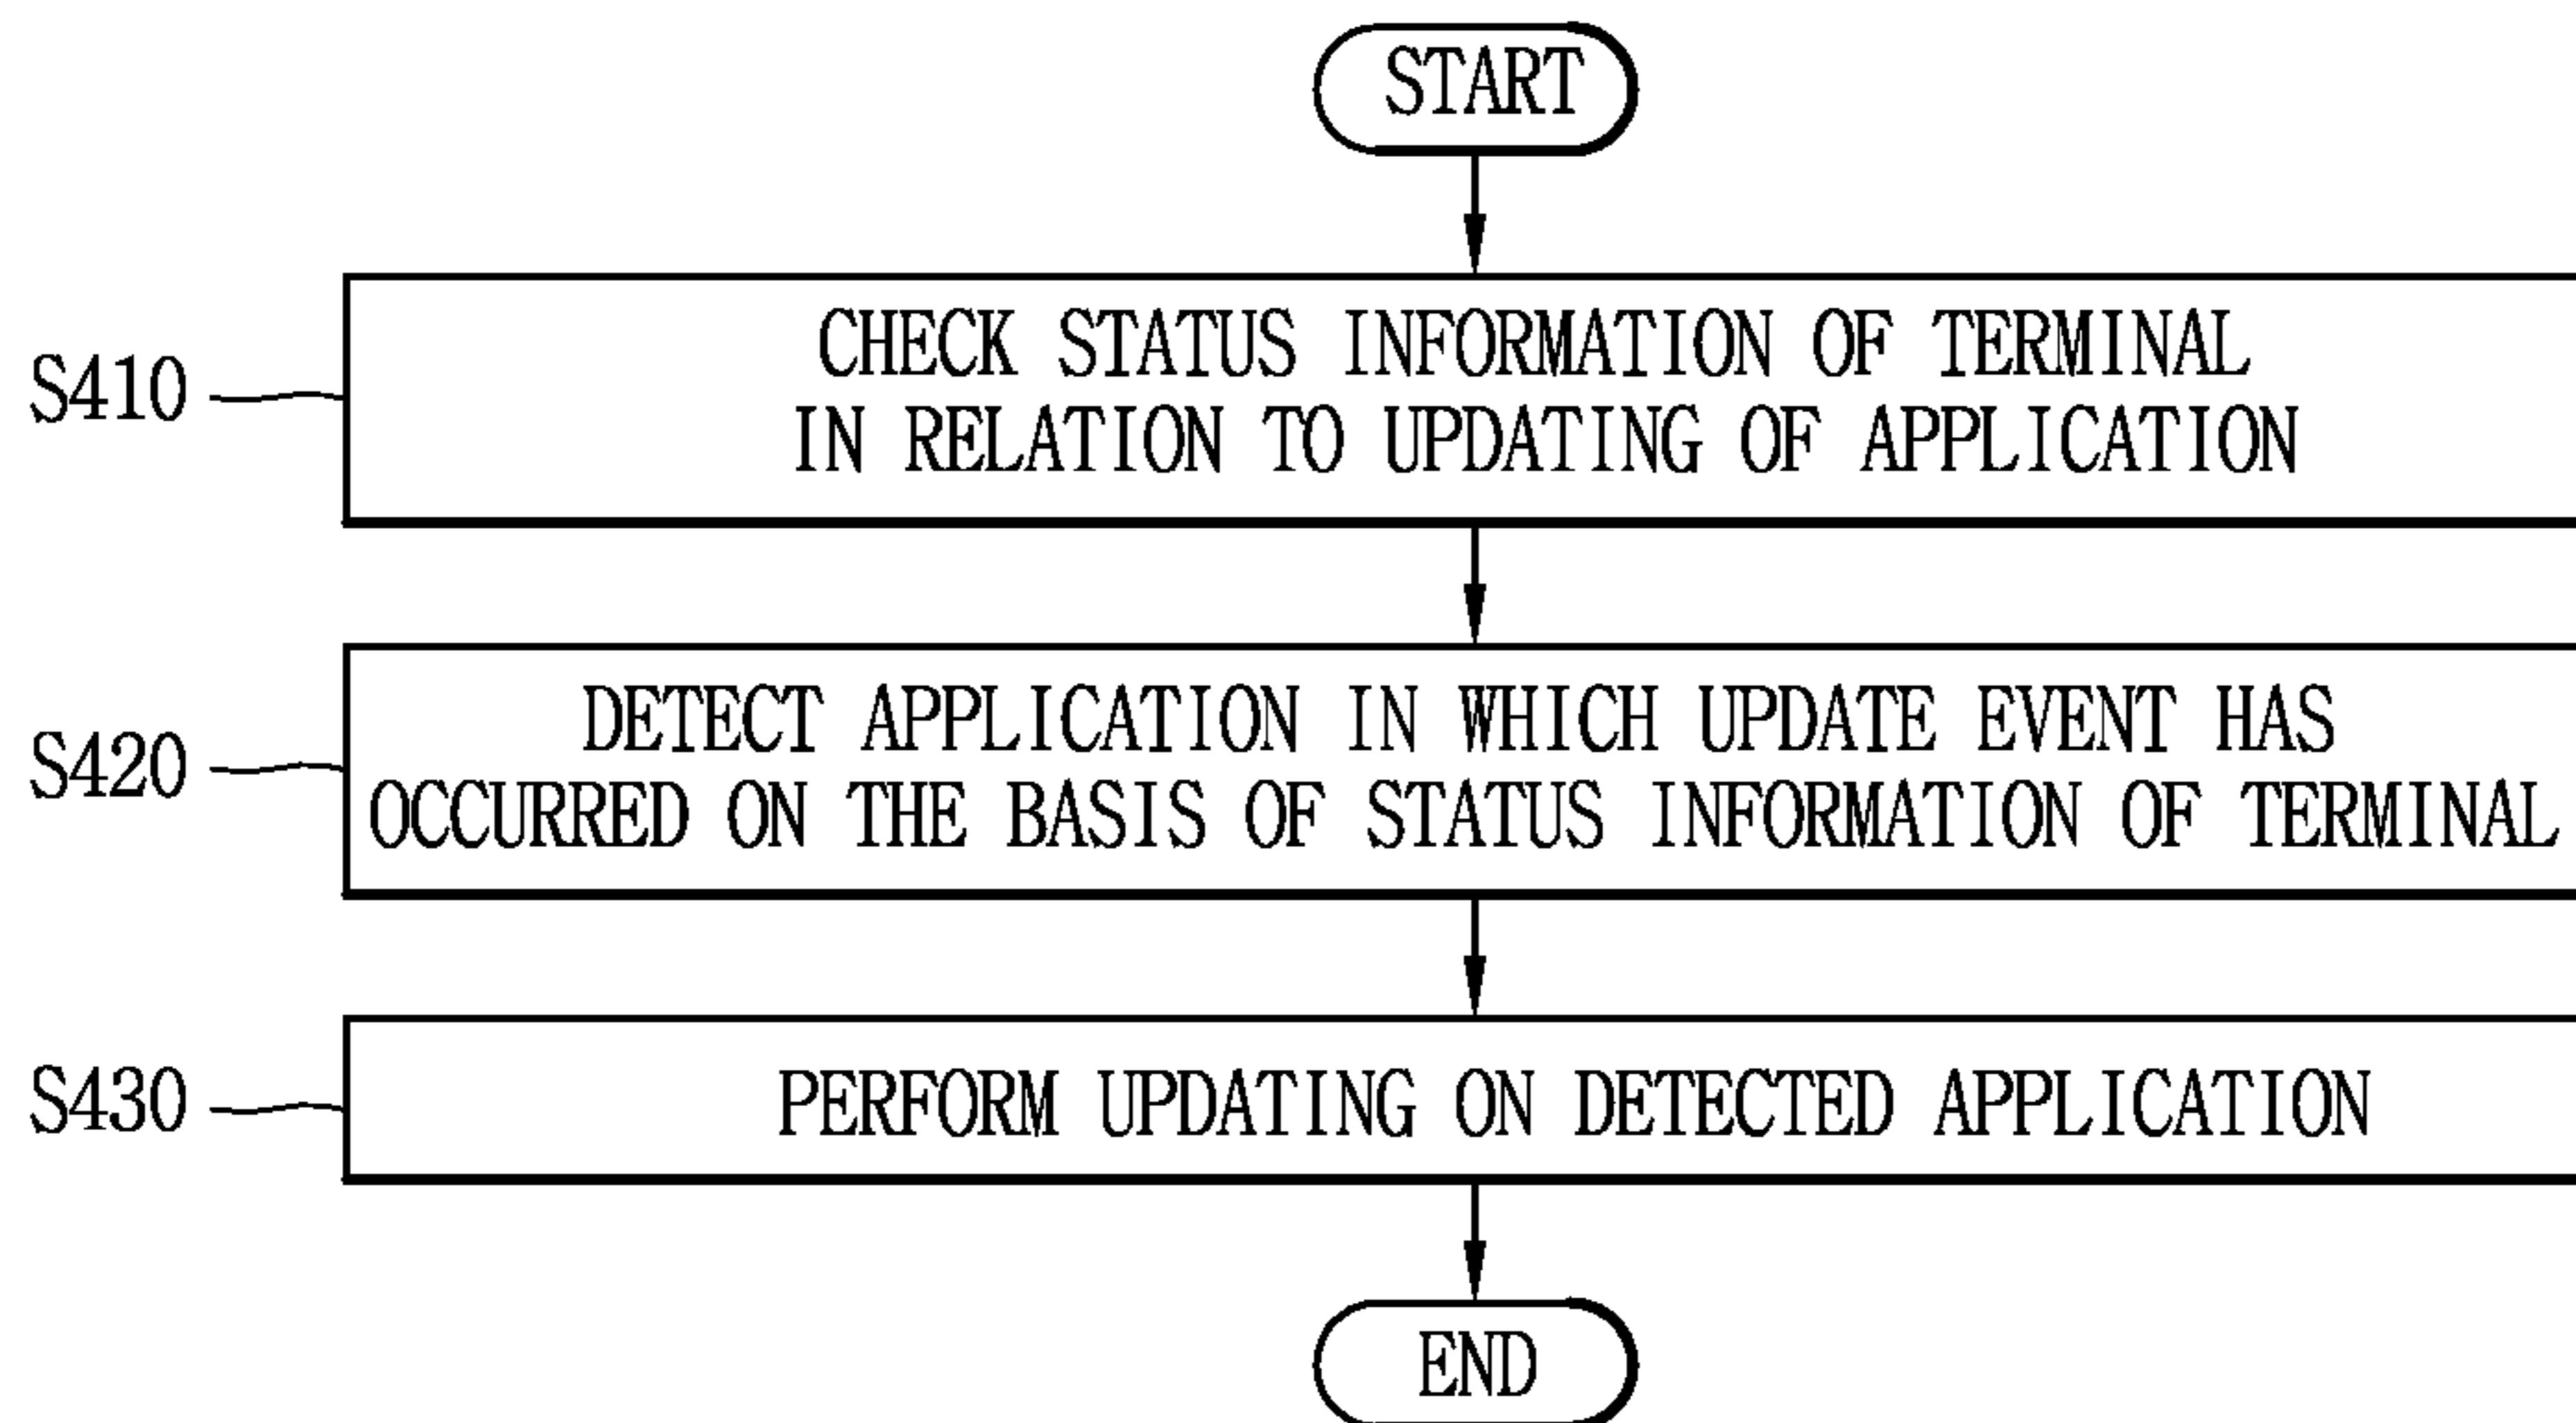 START
S410
CHECK STATUS INFORMATION OF TERMINAL
IN RELATION TO UPDATING OF APPLICATION
S420
DETECT APPLICATION IN WHICH UPDATE EVENT HAS
OCCURRED ON THE BASIS OF STATUS INFORMATION OF TERMINAL
S430
PERFORM UPDATING ON DETECTED APPLICATION
END